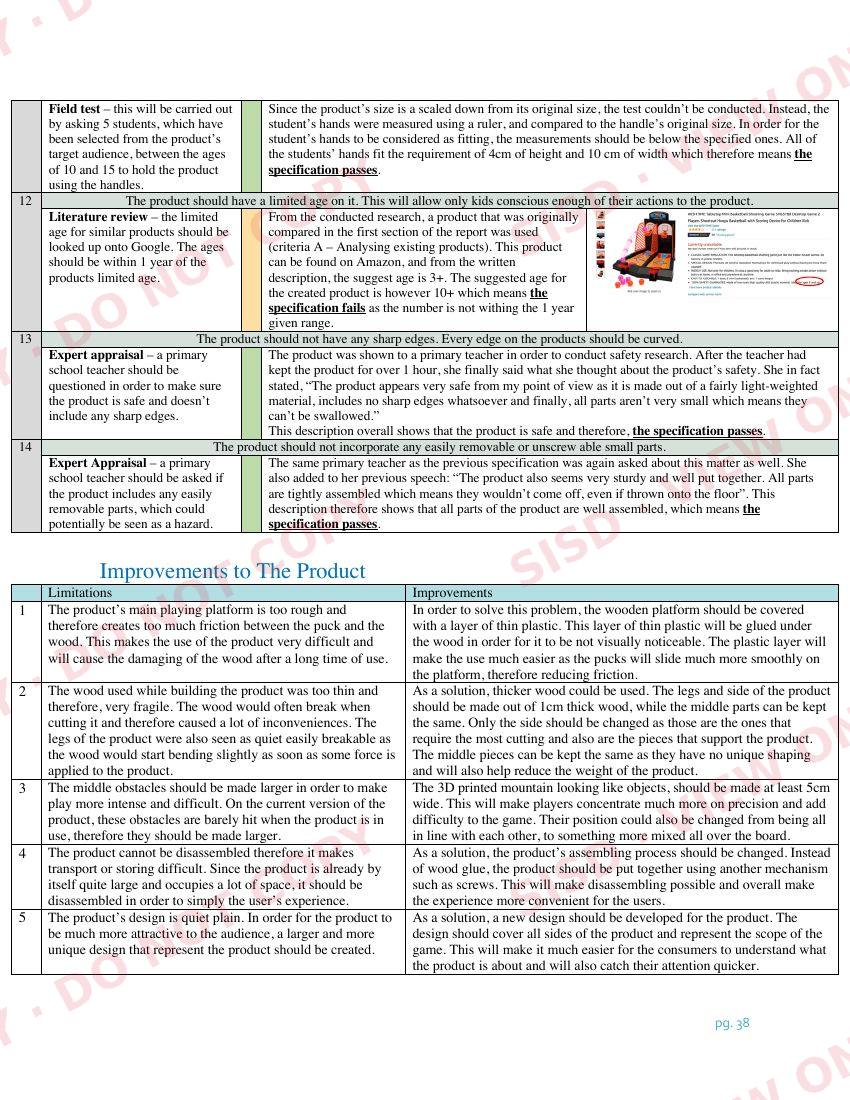 Field test – this will be carried out
by asking 5 students, which have
been selected from the product's
target audience, between the ages
of 10 and 15 to hold the product
using the handles.
Since the product's size is a scaled down from its original size, the test couldn't be conducted. Instead, the
student's hands were measured using a ruler, and compared to the handle's original size. In order for the
student's hands to be considered as fitting, the measurements should be below the specified ones. All of
the students' hands fit the requirement of 4cm of height and 10 cm of width which therefore means the
specification passes.
12 The product should have a limited age on it. This will allow only kids conscious enough of their actions to the product.
Literature review – the limited
age for similar products should be
looked up onto Google. The ages
should be within 1 year of the
products limited age.
From the conducted research, a product that was originally
compared in the first section of the report was used
(criteria A – Analysing existing products). This product
can be found on Amazon, and from the written
description, the suggest age is 3+. The suggested age for
the created product is however 10+ which means the
specification fails as the number is not withing the 1 year
given range.
13 The product should not have any sharp edges. Every edge on the products should be curved.
Expert appraisal – a primary
school teacher should be
questioned in order to make sure
the product is safe and doesn't
include any sharp edges.
The product was shown to a primary teacher in order to conduct safety research. After the teacher had
kept the product for over 1 hour, she finally said what she thought about the product's safety. She in fact
stated, "The product appears very safe from my point of view as it is made out of a fairly light-weighted
material, includes no sharp edges whatsoever and finally, all parts aren't very small which means they
can't be swallowed."
This description overall shows that the product is safe and therefore, the specification passes.
14 The product should not incorporate any easily removable or unscrew able small parts.
Expert Appraisal – a primary
school teacher should be asked if
the product includes any easily
removable parts, which could
potentially be seen as a hazard.
The same primary teacher as the previous specification was again asked about this matter as well. She
also added to her previous speech: "The product also seems very sturdy and well put together. All parts
are tightly assembled which means they wouldn't come off, even if thrown onto the floor". This
description therefore shows that all parts of the product are well assembled, which means the
specification passes.
Improvements to The Product
Limitations
Improvements
1
The product's main playing platform is too rough and
therefore creates too much friction between the puck and the
wood. This makes the use of the product very difficult and
will cause the damaging of the wood after a long time of use.
In order to solve this problem, the wooden platform should be covered
with a layer of thin plastic. This layer of thin plastic will be glued under
the wood in order for it to be not visually noticeable. The plastic layer will
make the use much easier as the pucks will slide much more smoothly on
the platform, therefore reducing friction.
2
The wood used while building the product was too thin and
therefore, very fragile. The wood would often break when
cutting it and therefore caused a lot of inconveniences. The
legs of the product were also seen as quiet easily breakable as
the wood would start bending slightly as soon as some force is
applied to the product.
As a solution, thicker wood could be used. The legs and side of the product
should be made out of 1cm thick wood, while the middle parts can be kept
the same. Only the side should be changed as those are the ones that
require the most cutting and also are the pieces that support the product.
The middle pieces can be kept the same as they have no unique shaping
and will also help reduce the weight of the product.
3
The middle obstacles should be made larger in order to make
play more intense and difficult. On the current version of the
product, these obstacles are barely hit when the product is in
use, therefore they should be made larger.
The 3D printed mountain looking like objects, should be made at least 5cm
wide. This will make players concentrate much more on precision and add
difficulty to the game. Their position could also be changed from being all
in line with each other, to something more mixed all over the board.
4
The product cannot be disassembled therefore it makes
transport or storing difficult. Since the product is already by
itself quite large and occupies a lot of space, it should be
disassembled in order to simply the user's experience.
As a solution, the product's assembling process should be changed. Instead
of wood glue, the product should be put together using another mechanism
such as screws. This will make disassembling possible and overall make
the experience more convenient for the users.
5
The product's design is quiet plain. In order for the product to
be much more attractive to the audience, a larger and more
unique design that represent the product should be created.
As a solution, a new design should be developed for the product. The
design should cover all sides of the product and represent the scope of the
game. This will make it much easier for the consumers to understand what
the product is about and will also catch their attention quicker.
pg. 38
SISD · VIEW ON
Y · DO NOT COPY